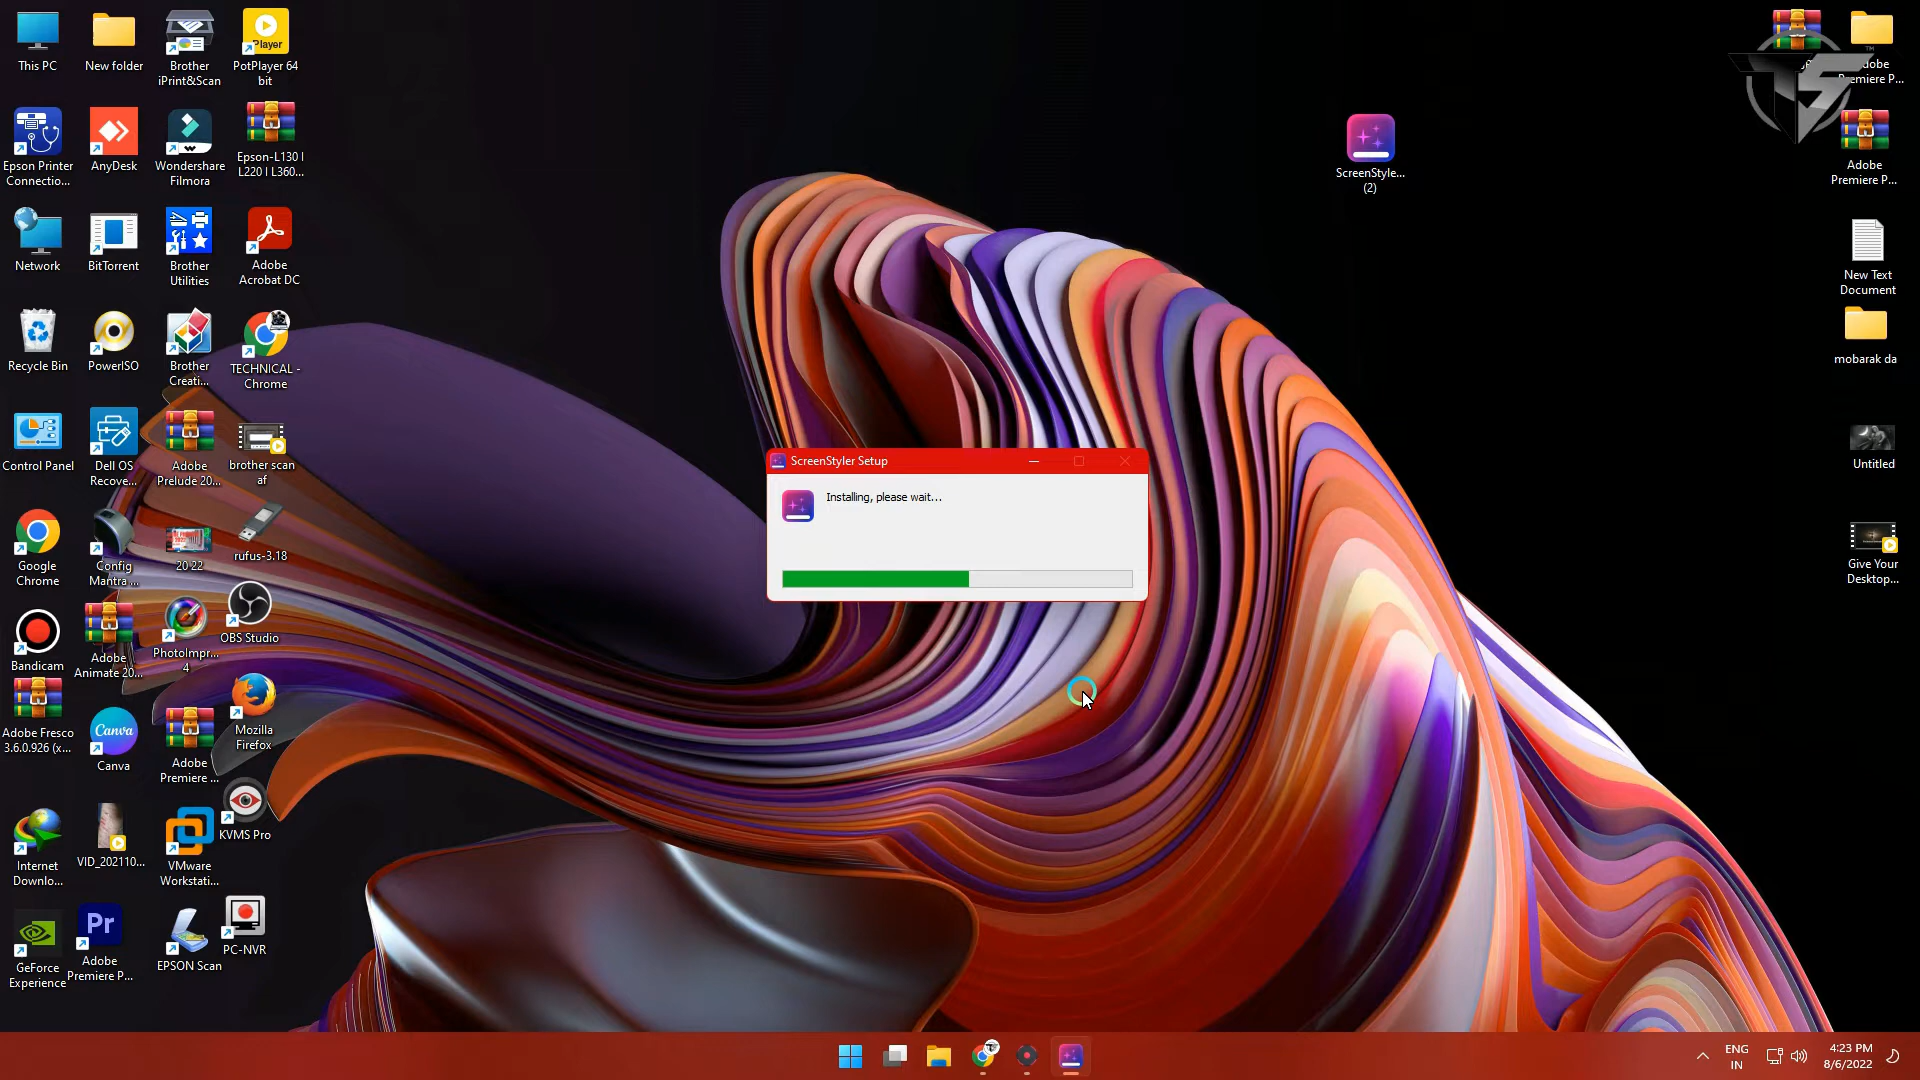 This PC
New folder
Brother
iPrint&Scan
Player
PotPlayer 64
bit
Epson Printer
Connectio...
AnyDesk
Wondershare
Filmora
Epson-L130 l
L220 l L360...
Network
BitTorrent
Brother
Utilities
Adobe
Acrobat DC
Recycle Bin
PowerISO
Brother
Creati...
TECHNICAL -
Chrome
Control Panel
Dell OS
Recove...
Adobe
Prelude 20...
brother scan
af
Google
Chrome
Config
Mantra ...
20 22
rufus-3.18
Bandicam
Adobe
Animate 20...
PhotoImpr...
4
OBS Studio
Adobe Fresco
3.6.0.926 (x...
Canva
Canva
Adobe
Premiere ...
Mozilla
Firefox
Internet
Downlo...
VID_202110...
VMware
Workstati...
KVMS Pro
GeForce
Experience
Pr
Adobe
Premiere P...
EPSON Scan
PC-NVR
ScreenStyle...
(2)
TS
TM
Adobe
Premiere P...
New Text
Document
mobarak da
Untitled
Give Your
Desktop...
ScreenStyler Setup
Installing, please wait...
ENG
IN
4:23 PM
8/6/2022